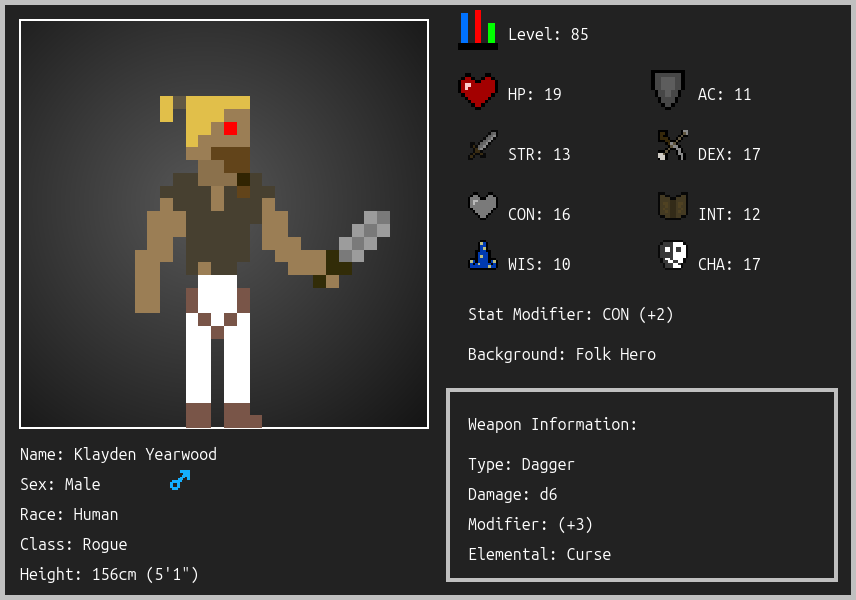 Level: 85
HP: 19
AC: 11
STR: 13
DEX: 17
CON: 16
INT: 12
WIS: 10
CHA: 17
Stat Modifier: CON (+2)
Background: Folk Hero
Weapon Information:
Type: Dagger
Damage: d6
Modifier: (+3)
Elemental: Curse
Name: Klayden Yearwood
Sex: Male
Race: Human
Class: Rogue
Height: 156cm (5'1")